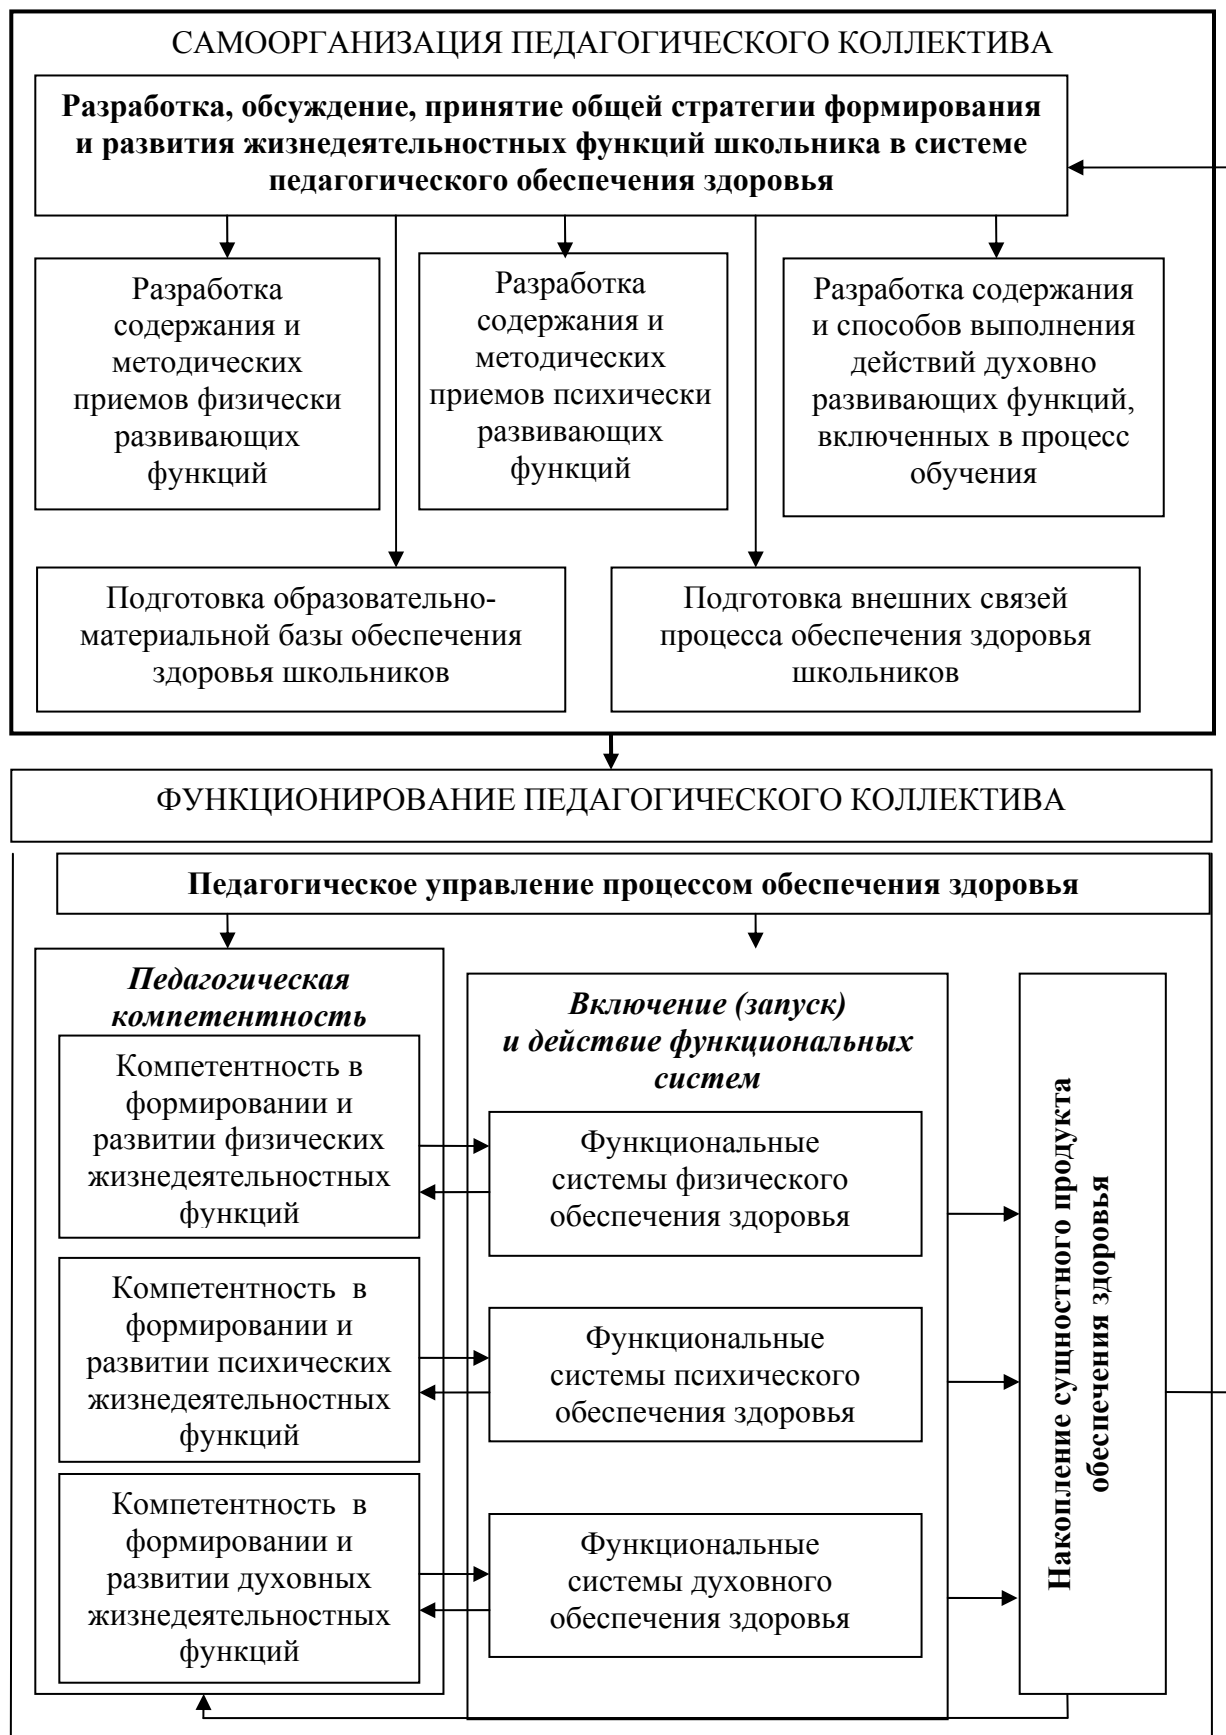 САМООРГАНИЗАЦИЯ ПЕДАГОГИЧЕСКОГО КОЛЛЕКТИВА
Разработка, обсуждение, принятие общей стратегии формирования
и развития жизнедеятельностных функций школьника в системе
педагогического обеспечения здоровья
Разработка
содержания и
методических
приемов физически
развивающих
функций
Разработка
содержания и
методических
приемов психически
развивающих
функций
Разработка содержания
и способов выполнения
действий духовно
развивающих функций,
включенных в процесс
обучения
Подготовка образовательно-
материальной базы обеспечения
здоровья школьников
Подготовка внешних связей
процесса обеспечения здоровья
школьников
ФУНКЦИОНИРОВАНИЕ ПЕДАГОГИЧЕСКОГО КОЛЛЕКТИВА
Педагогическое управление процессом обеспечения здоровья
Педагогическая
компетентность
Компетентность в
формировании и
развитии физических
жизнедеятельностных
функций
Компетентность в
формировании и
развитии психических
жизнедеятельностных
функций
Компетентность в
формировании и
развитии духовных
жизнедеятельностных
функций
Включение (запуск)
и действие функциональных
систем
Функциональные
системы физического
обеспечения здоровья
Функциональные
системы психического
обеспечения здоровья
Функциональные
системы духовного
обеспечения здоровья
Накопление сущностного продукта
обеспечения здоровья